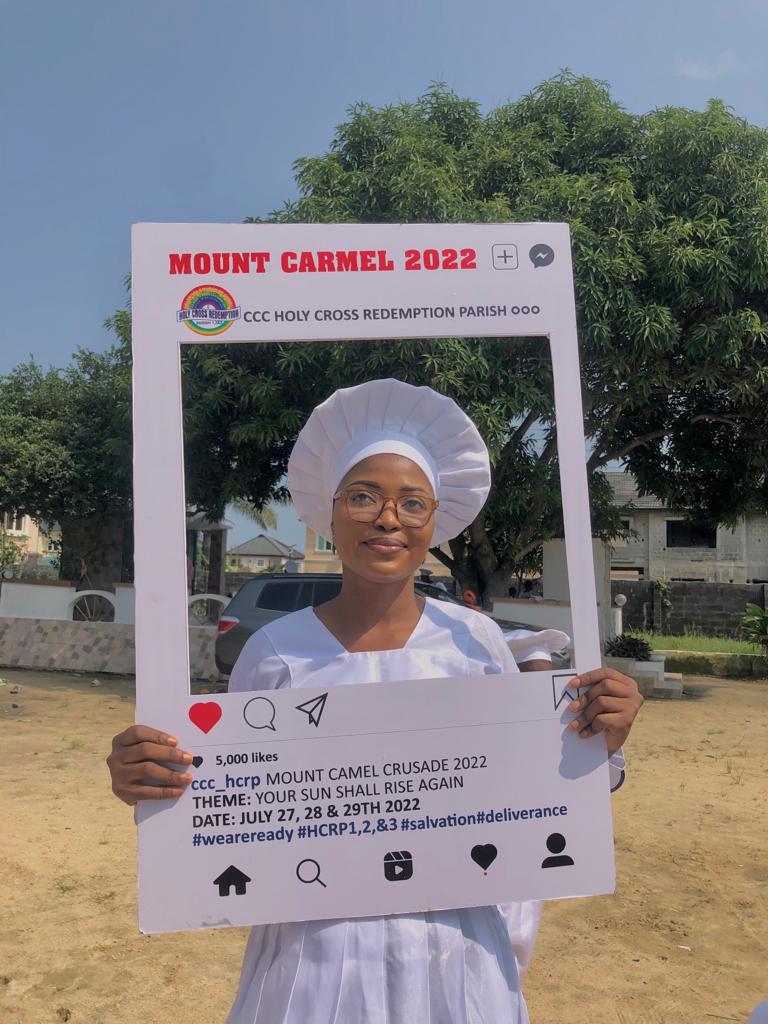 MOUNT CARMEL 2022
HOLY CROSS REDEMPTION
CCC HOLY CROSS REDEMPTION PARISH
5,000 likes
ccc_hcrp MOUNT CAMEL CRUSADE 2022
THEME: YOUR SUN SHALL RISE AGAIN
DATE: JULY 27, 28 & 29TH 2022
#weareready #HCRP1,2,&3 #salvation#deliverance